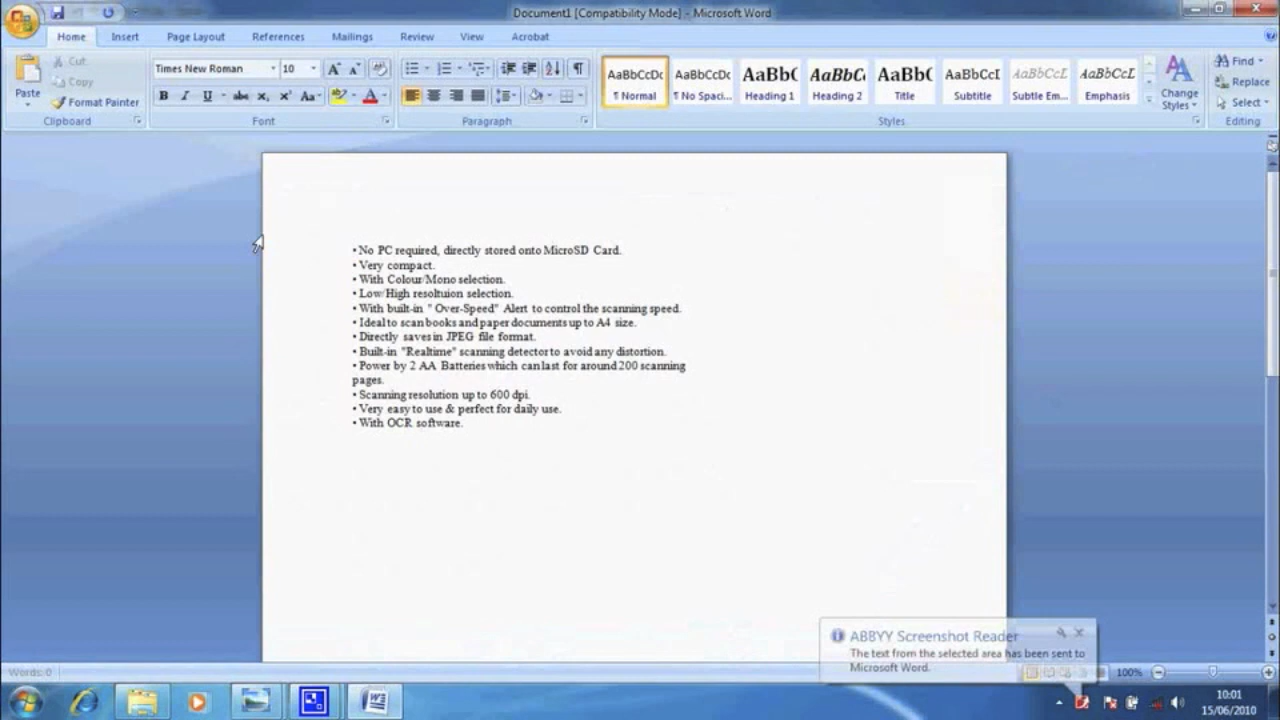 Document1 [Compatibility Mode] - Microsoft Word
Home Insert Page Layout References Mailings Review View Acrobat
Paste
Cut
Copy
Format Painter
Clipboard
Times New Roman 10
B I U abc x₂ x² Aa
Font
Paragraph
AaBbCcDc AaBbCcDc AaBb( AaBbC AaBb( AaBbCcI AaBbCcL AaBbCcL
¶ Normal ¶ No Spaci... Heading 1 Heading 2 Title Subtitle Subtle Em... Emphasis
Change
Styles
Styles
Find
Replace
Select
Editing
• No PC required, directly stored onto MicroSD Card.
• Very compact.
• With Colour/Mono selection.
• Low/High resoltuion selection.
• With built-in " Over-Speed" Alert to control the scanning speed.
• Ideal to scan books and paper documents up to A4 size.
• Directly saves in JPEG file format.
• Built-in "Realtime" scanning detector to avoid any distortion.
• Power by 2 AA Batteries which can last for around 200 scanning
pages.
• Scanning resolution up to 600 dpi.
• Very easy to use & perfect for daily use.
• With OCR software.
ABBYY Screenshot Reader
The text from the selected area has been sent to
Microsoft Word.
Words: 0
100%
10:01
15/06/2010